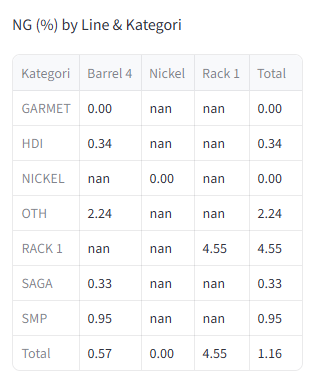 NG (%) by Line & Kategori
Kategori Barrel 4 Nickel Rack 1 Total
GARMET 0.00 nan nan 0.00
HDI 0.34 nan nan 0.34
NICKEL nan 0.00 nan 0.00
OTH 2.24 nan nan 2.24
RACK 1 nan nan 4.55 4.55
SAGA 0.33 nan nan 0.33
SMP 0.95 nan nan 0.95
Total 0.57 0.00 4.55 1.16